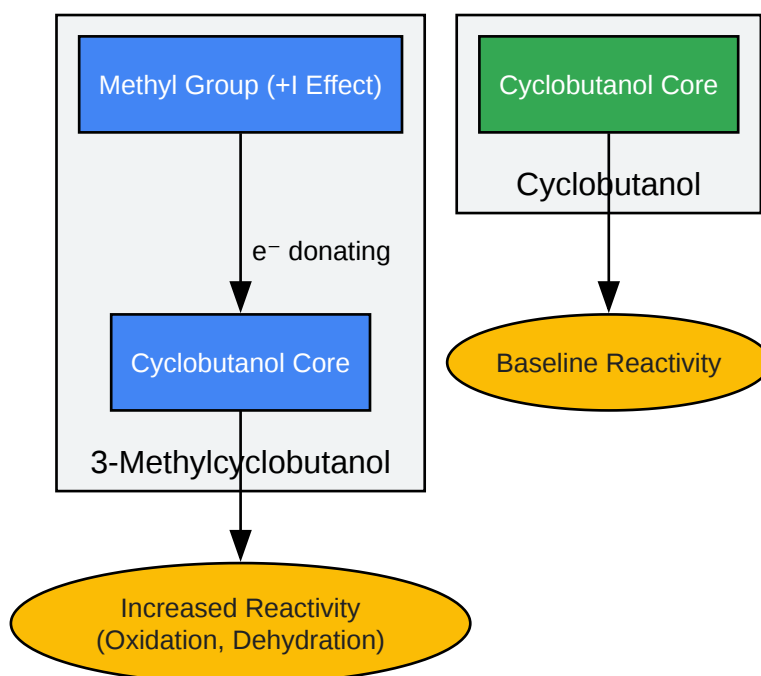 Methyl Group (+I Effect)
e⁻ donating
Cyclobutanol Core
3-Methylcyclobutanol
Increased Reactivity
(Oxidation, Dehydration)
Cyclobutanol Core
Cyclobutanol
Baseline Reactivity